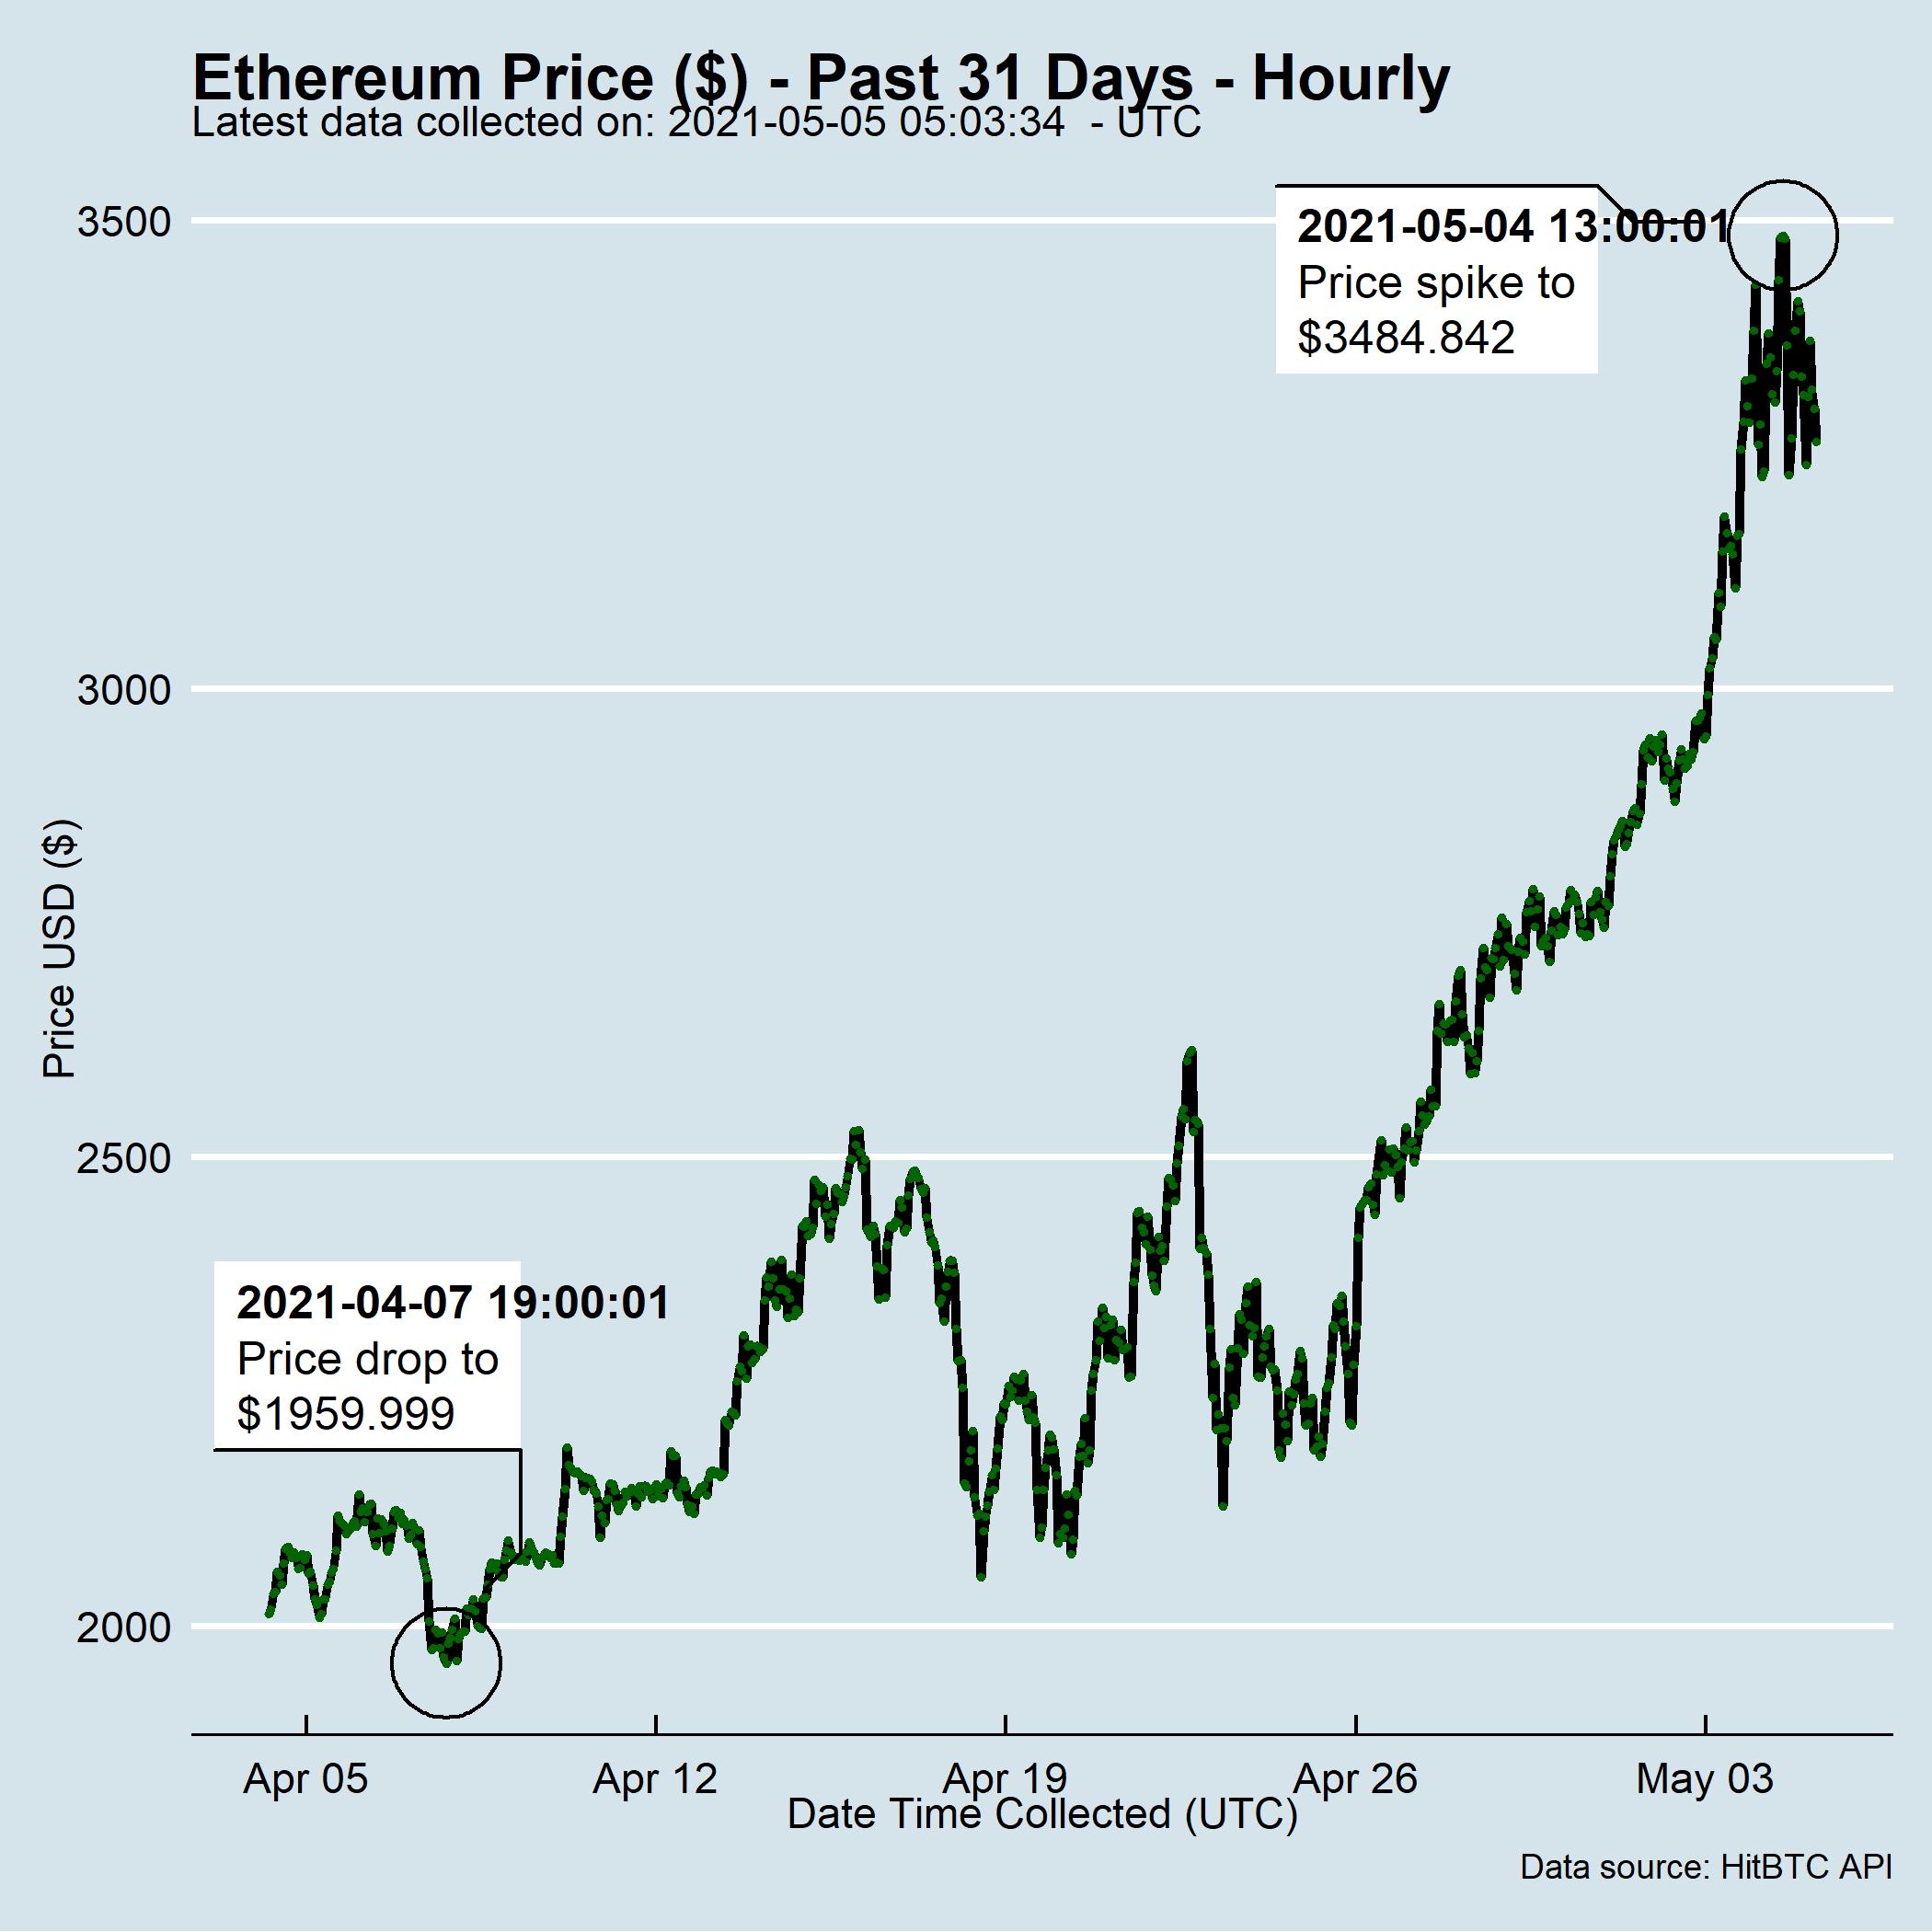 Ethereum Price ($) - Past 31 Days - Hourly
Latest data collected on: 2021-05-05 05:03:34  - UTC
2021-05-04 13:00:01
Price spike to
$3484.842
3500
3000
2500
2000
Price USD ($)
2021-04-07 19:00:01
Price drop to
$1959.999
Apr 05
Apr 12
Apr 19
Apr 26
May 03
Date Time Collected (UTC)
Data source: HitBTC API